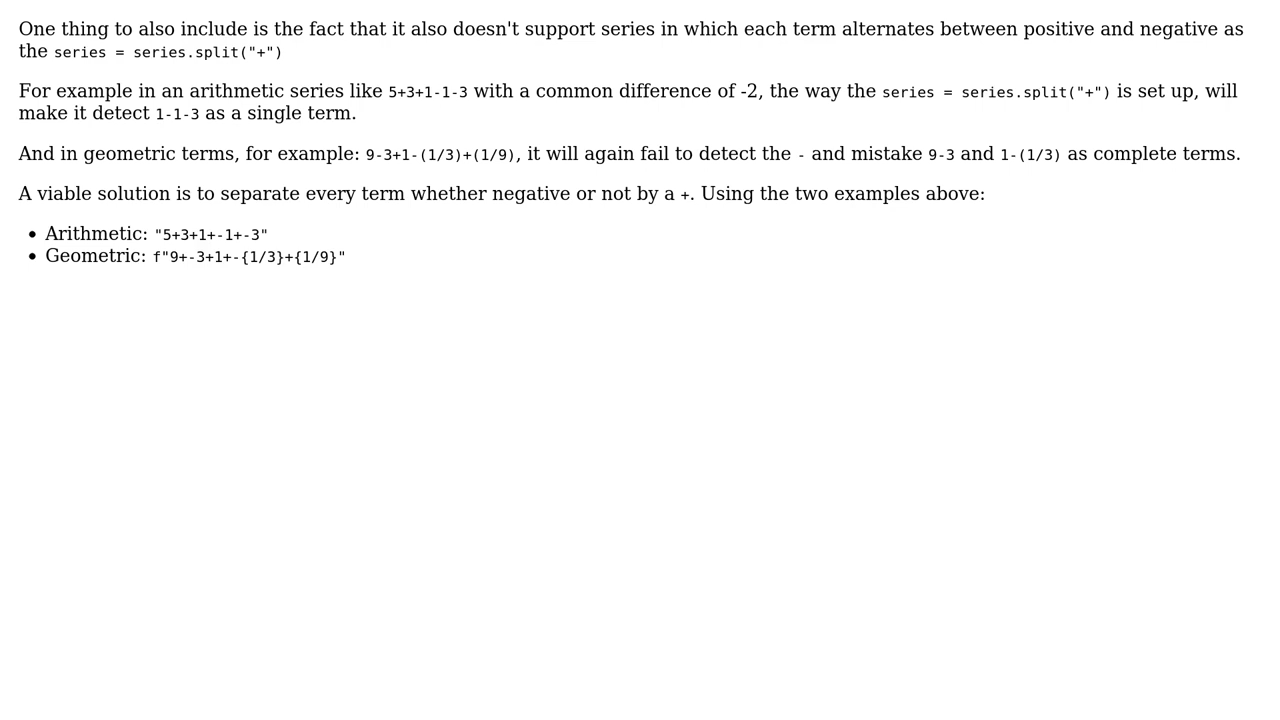 One thing to also include is the fact that it also doesn't support series in which each term alternates between positive and negative as
the series = series.split("+")
For example in an arithmetic series like 5+3+1-1-3 with a common difference of -2, the way the series = series.split("+") is set up, will
make it detect 1-1-3 as a single term.
And in geometric terms, for example: 9-3+1-(1/3)+(1/9), it will again fail to detect the - and mistake 9-3 and 1-(1/3) as complete terms.
A viable solution is to separate every term whether negative or not by a +. Using the two examples above:
• Arithmetic: "5+3+1+-1+-3"
• Geometric: f"9+-3+1+-{1/3}+{1/9}"